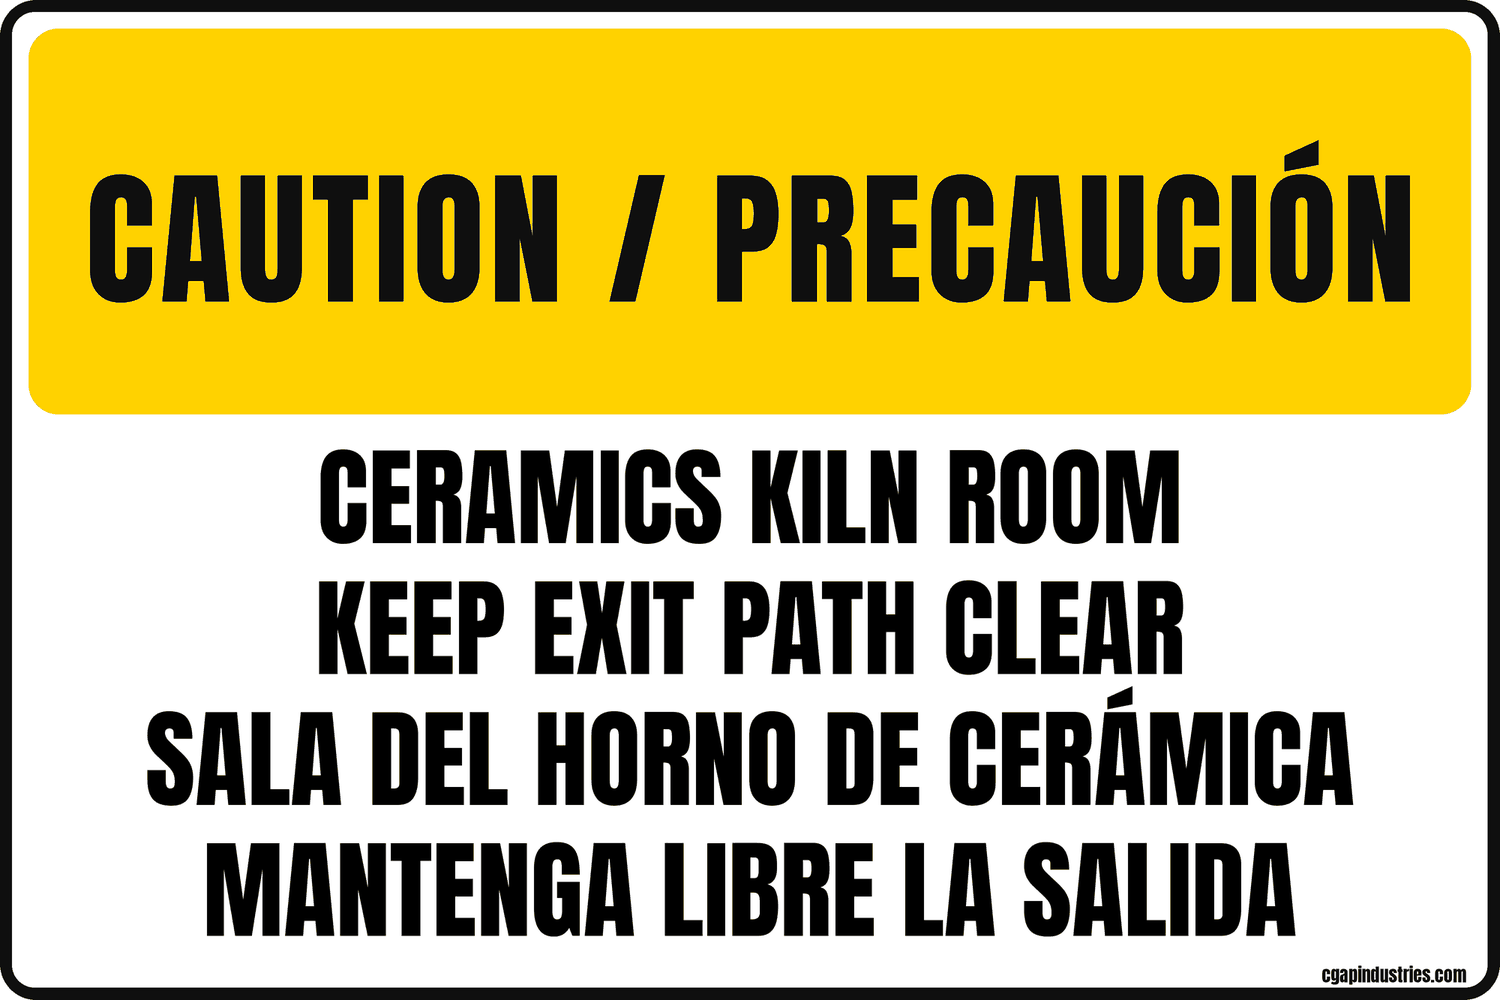 CAUTION / PRECAUCIÓN
CERAMICS KILN ROOM
KEEP EXIT PATH CLEAR
SALA DEL HORNO DE CERÁMICA
MANTENGA LIBRE LA SALIDA
cgapindustries.com